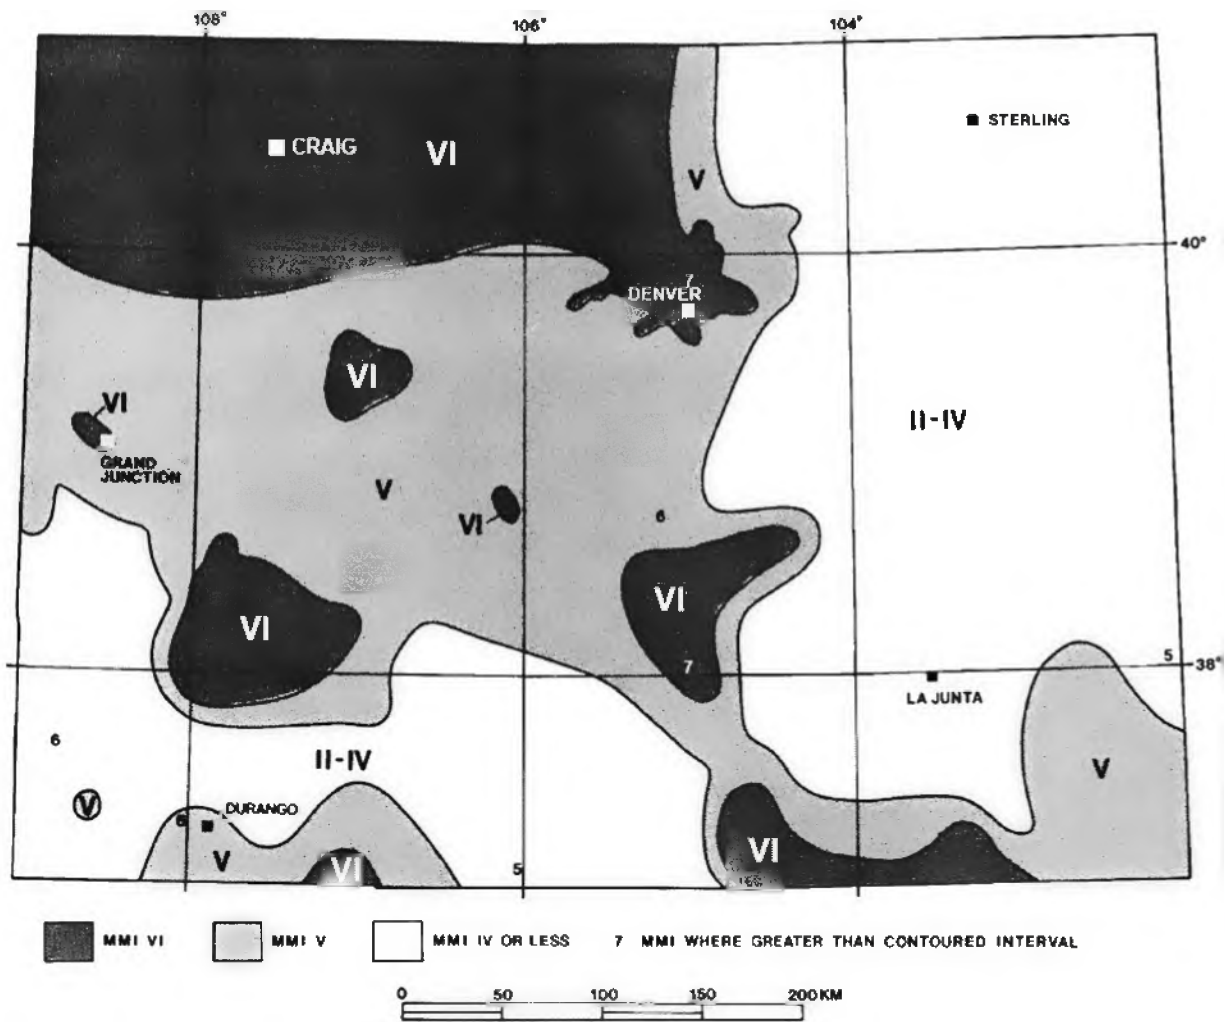 108° 106° 104°
STERLING
CRAIG VI
V
40°
7
DENVER
VI
VI
II-IV
GRAND
JUNCTION
V
VI
6
VI
VI
7
5
38°
LA JUNTA
6
II-IV
V
V
DURANGO
6
V
VI
5
VI
MMI VI MMI V MMI IV OR LESS 7 MMI WHERE GREATER THAN CONTOURED INTERVAL
0 50 100 150 200 KM